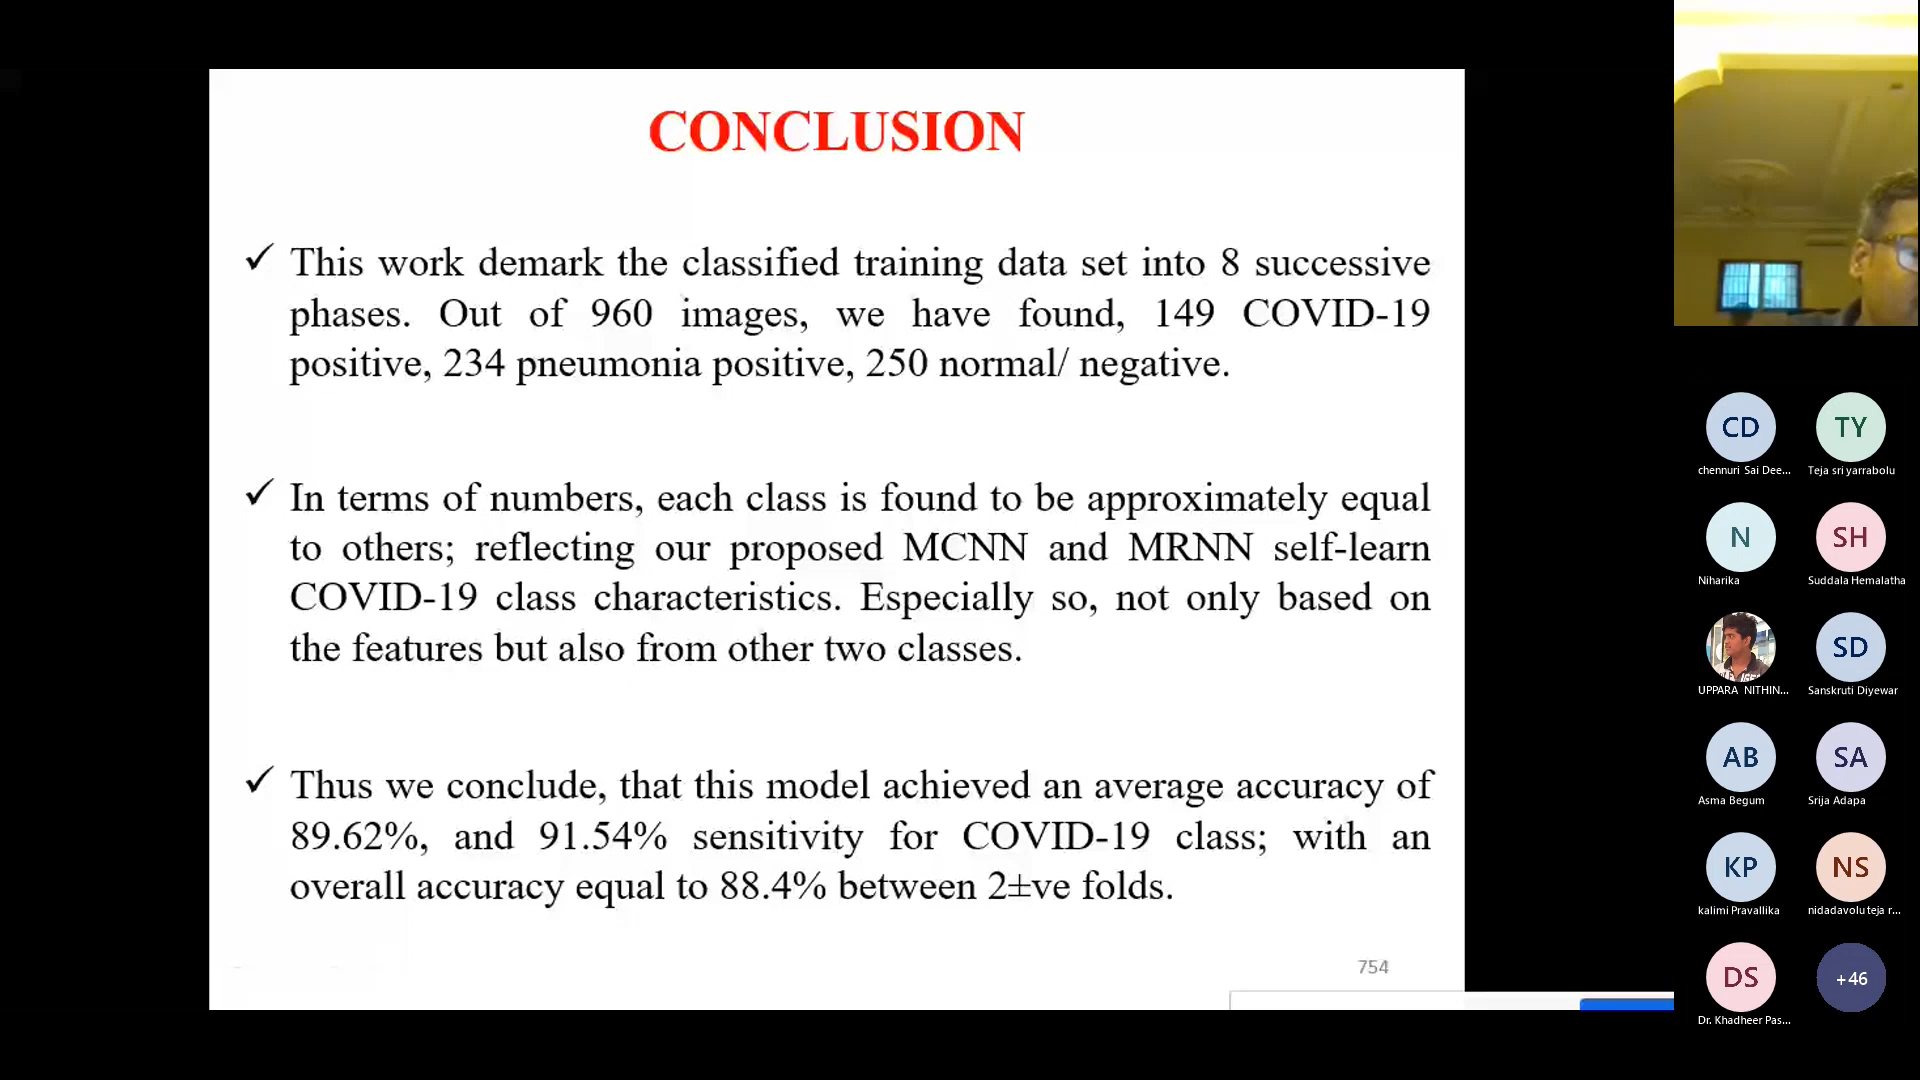 CONCLUSION
✓ This work demark the classified training data set into 8 successive
phases. Out of 960 images, we have found, 149 COVID-19
positive, 234 pneumonia positive, 250 normal/ negative.
✓ In terms of numbers, each class is found to be approximately equal
to others; reflecting our proposed MCNN and MRNN self-learn
COVID-19 class characteristics. Especially so, not only based on
the features but also from other two classes.
✓ Thus we conclude, that this model achieved an average accuracy of
89.62%, and 91.54% sensitivity for COVID-19 class; with an
overall accuracy equal to 88.4% between 2±ve folds.
754
CD
TY
chennuri Sai Dee...
Teja sri yarrabolu
N
SH
Niharika
Suddala Hemalatha
SD
UPPARA NITHIN...
Sanskruti Diyewar
AB
SA
Asma Begum
Srija Adapa
KP
NS
kalimi Pravallika
nidadavolu teja r...
DS
+46
Dr. Khadheer Pas...